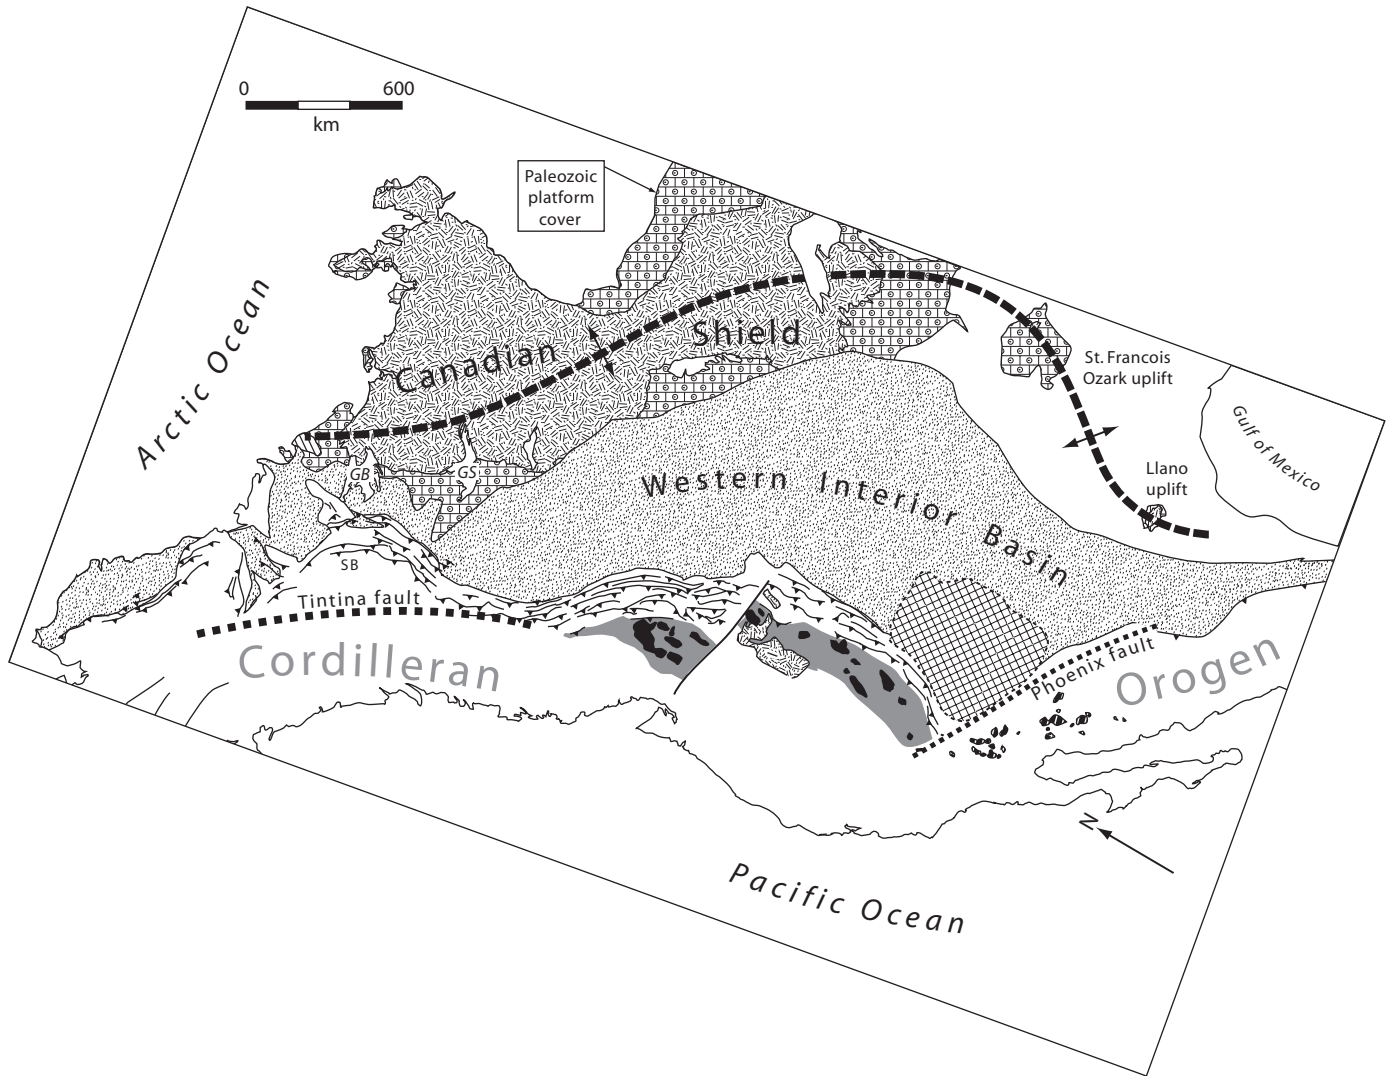 0 600
km
Paleozoic
platform
cover
Arctic Ocean
Canadian
Shield
St. Francois
Ozark uplift
Gulf of Mexico
Llano
uplift
GB
GS
Western Interior Basin
SB
Tintina fault
Cordilleran
Phoenix fault
Orogen
N
Pacific Ocean